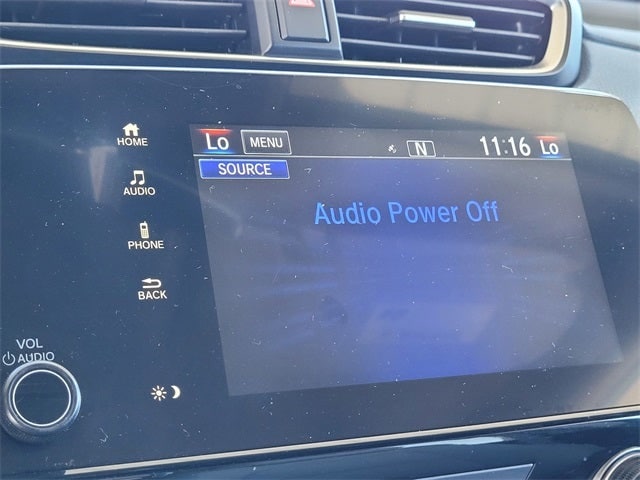 HOME
AUDIO
PHONE
BACK
VOL
AUDIO
Lo MENU N 11:16 Lo
SOURCE
Audio Power Off